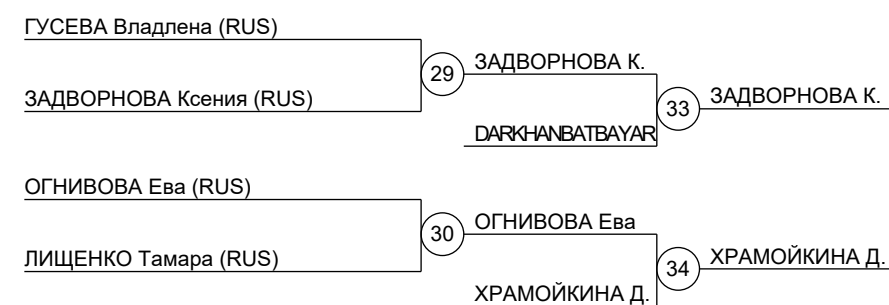 ГУСЕВА Владлена (RUS)
29
ЗАДВОРНОВА К.
ЗАДВОРНОВА Ксения (RUS)
33
ЗАДВОРНОВА К.
DARKHANBATBAYAR
ОГНИВОВА Ева (RUS)
30
ОГНИВОВА Ева
ЛИЩЕНКО Тамара (RUS)
34
ХРАМОЙКИНА Д.
ХРАМОЙКИНА Д.